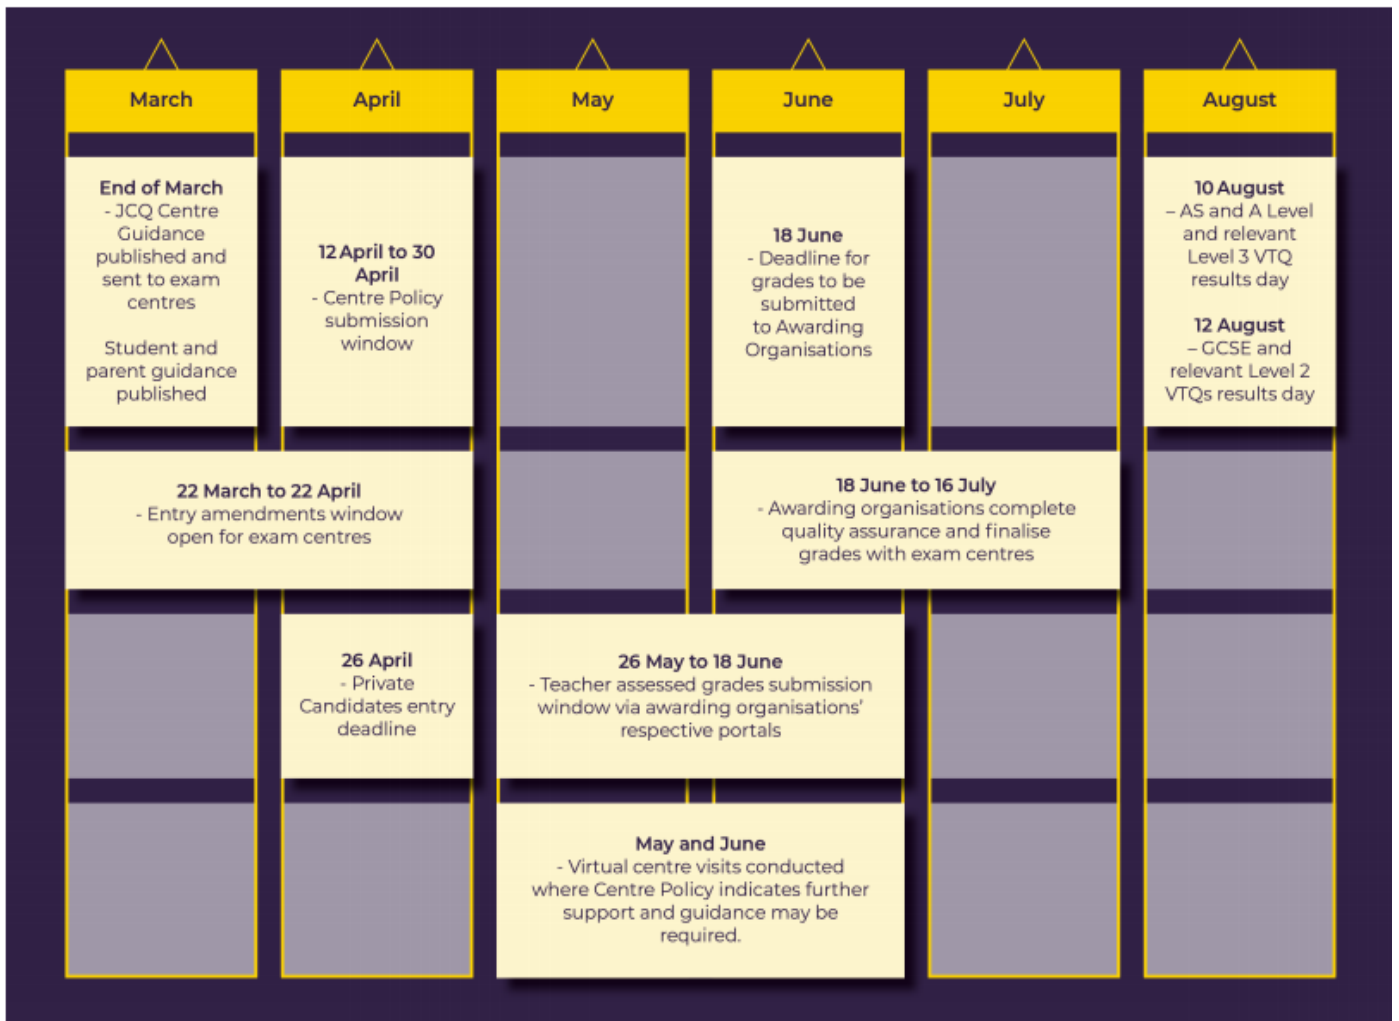 March
April
May
June
July
August
End of March
- JCQ Centre
Guidance
published and
sent to exam
centres
Student and
parent guidance
published
12 April to 30
April
- Centre Policy
submission
window
18 June
- Deadline for
grades to be
submitted
to Awarding
Organisations
10 August
– AS and A Level
and relevant
Level 3 VTQ
results day
12 August
– GCSE and
relevant Level 2
VTQs results day
22 March to 22 April
- Entry amendments window
open for exam centres
18 June to 16 July
- Awarding organisations complete
quality assurance and finalise
grades with exam centres
26 April
- Private
Candidates entry
deadline
26 May to 18 June
- Teacher assessed grades submission
window via awarding organisations’
respective portals
May and June
- Virtual centre visits conducted
where Centre Policy indicates further
support and guidance may be
required.